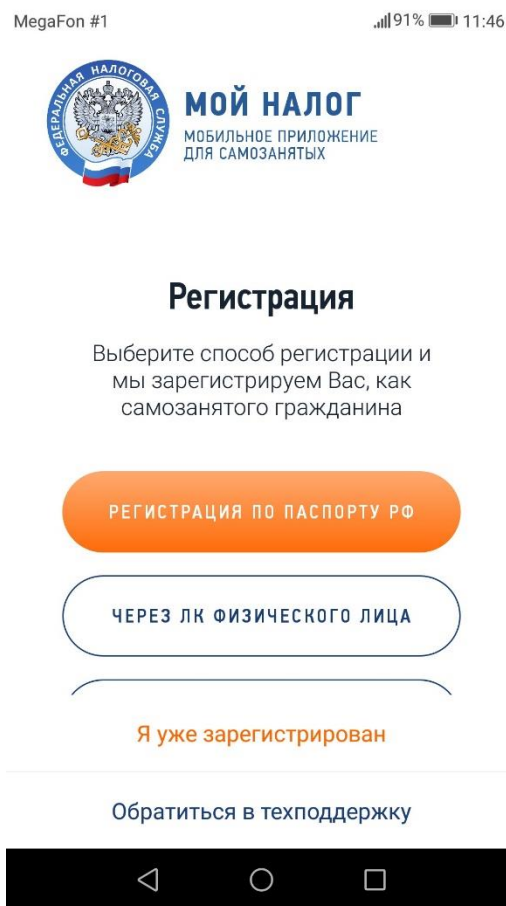 MegaFon #1
91% 11:46
ФЕДЕРАЛЬНАЯ НАЛОГОВАЯ СЛУЖБА
МОЙ НАЛОГ
МОБИЛЬНОЕ ПРИЛОЖЕНИЕ
ДЛЯ САМОЗАНЯТЫХ
Регистрация
Выберите способ регистрации и
мы зарегистрируем Вас, как
самозанятого гражданина
РЕГИСТРАЦИЯ ПО ПАСПОРТУ РФ
ЧЕРЕЗ ЛК ФИЗИЧЕСКОГО ЛИЦА
Я уже зарегистрирован
Обратиться в техподдержку